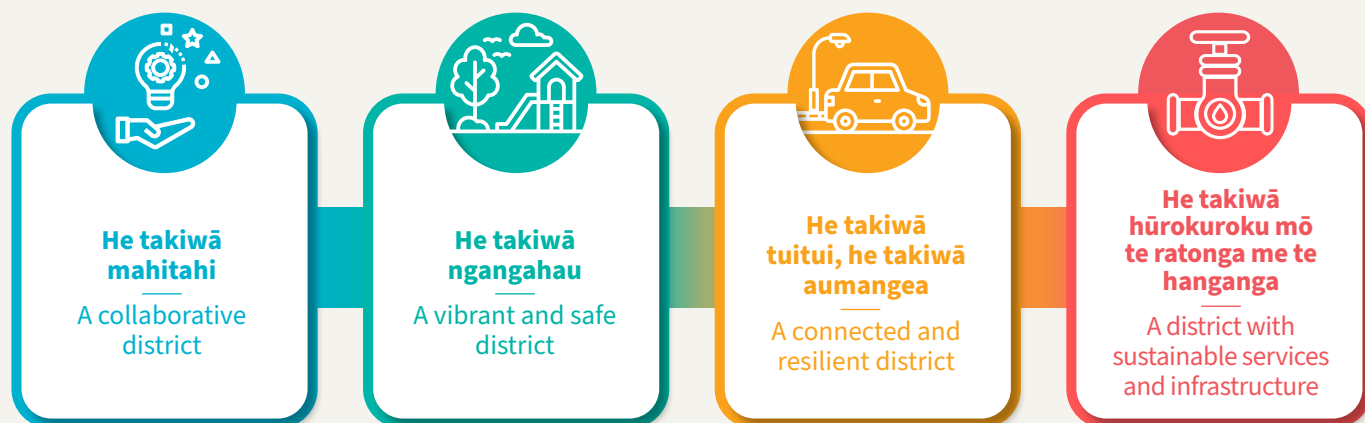 He takiwā
mahitahi
A collaborative
district
He takiwā
ngangahau
A vibrant and safe
district
He takiwā
tuitui, he takiwā
aumangea
A connected and
resilient district
He takiwā
hūrokuroku mō
te ratonga me te
hanganga
A district with
sustainable services
and infrastructure